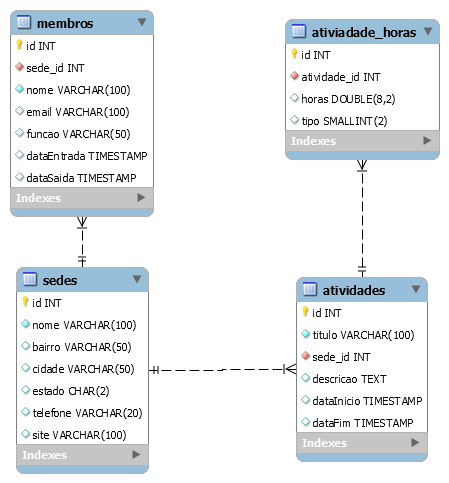 membros
id INT
sede_id INT
nome VARCHAR(100)
email VARCHAR(100)
funcao VARCHAR(50)
dataEntrada TIMESTAMP
dataSaida TIMESTAMP
Indexes
ativiadade_horas
id INT
atividade_id INT
horas DOUBLE(8,2)
tipo SMALLINT(2)
Indexes
sedes
id INT
nome VARCHAR(100)
bairro VARCHAR(50)
cidade VARCHAR(50)
estado CHAR(2)
telefone VARCHAR(20)
site VARCHAR(100)
Indexes
atividades
id INT
titulo VARCHAR(100)
sede_id INT
descricao TEXT
dataInicio TIMESTAMP
dataFim TIMESTAMP
Indexes